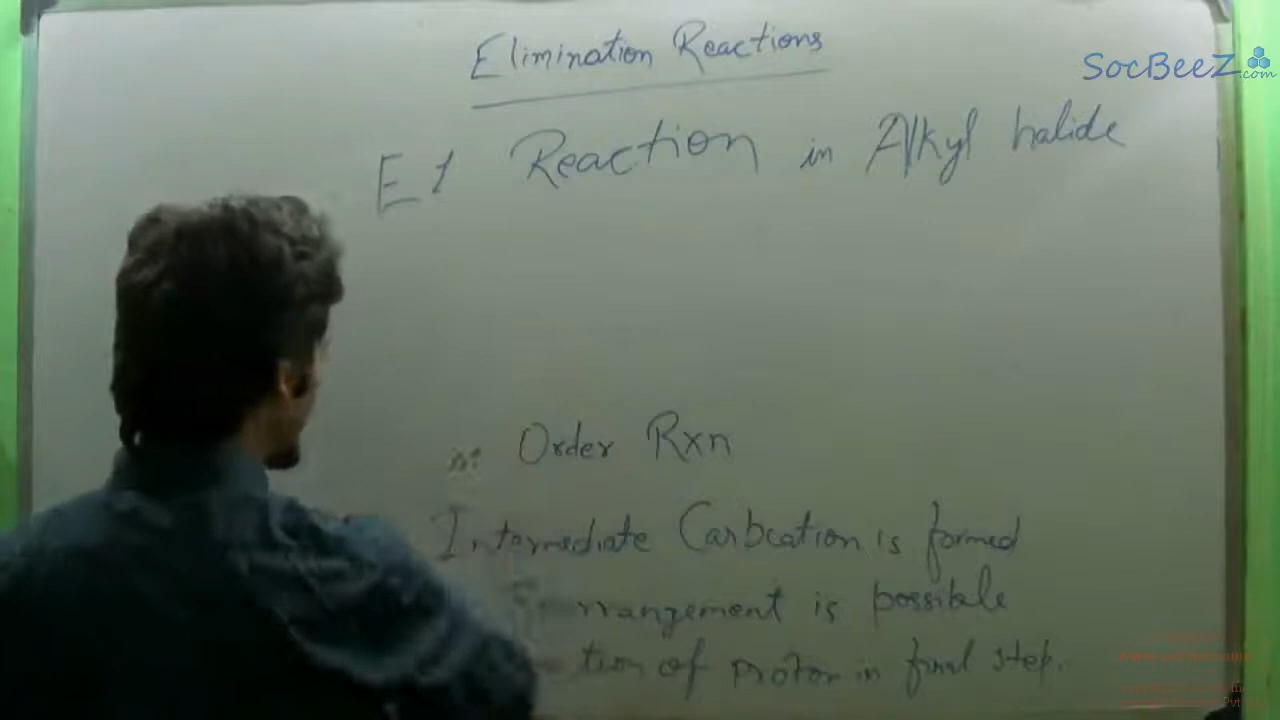 Elimination Reactions
SocBeeZ.com
E1 Reaction in Alkyl halide
Order Rxn
Intermediate Carbcation is formed
rrangement is possible
tion of proton in final step.